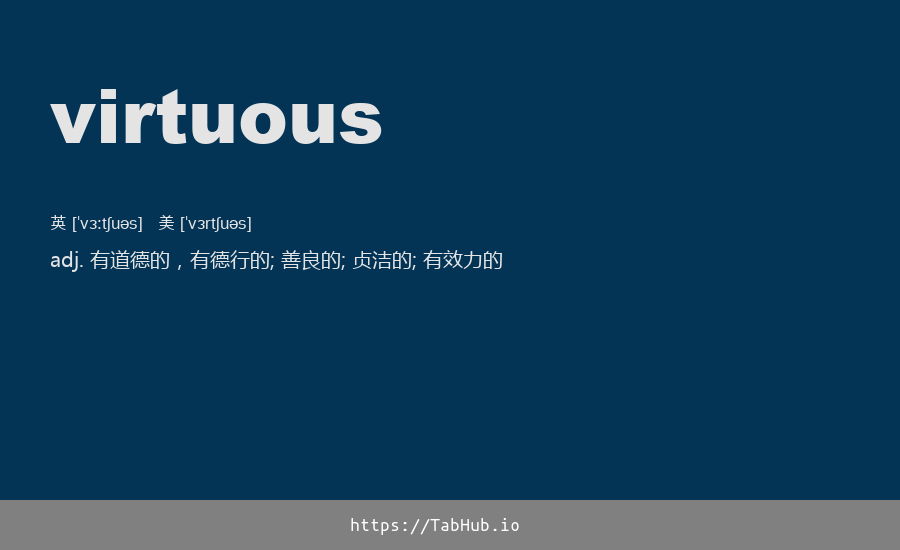 virtuous
英 [ˈvɜːtʃuəs] 美 [ˈvɜrtʃuəs]
adj. 有道德的，有德行的; 善良的; 贞洁的; 有效力的
https://TabHub.io